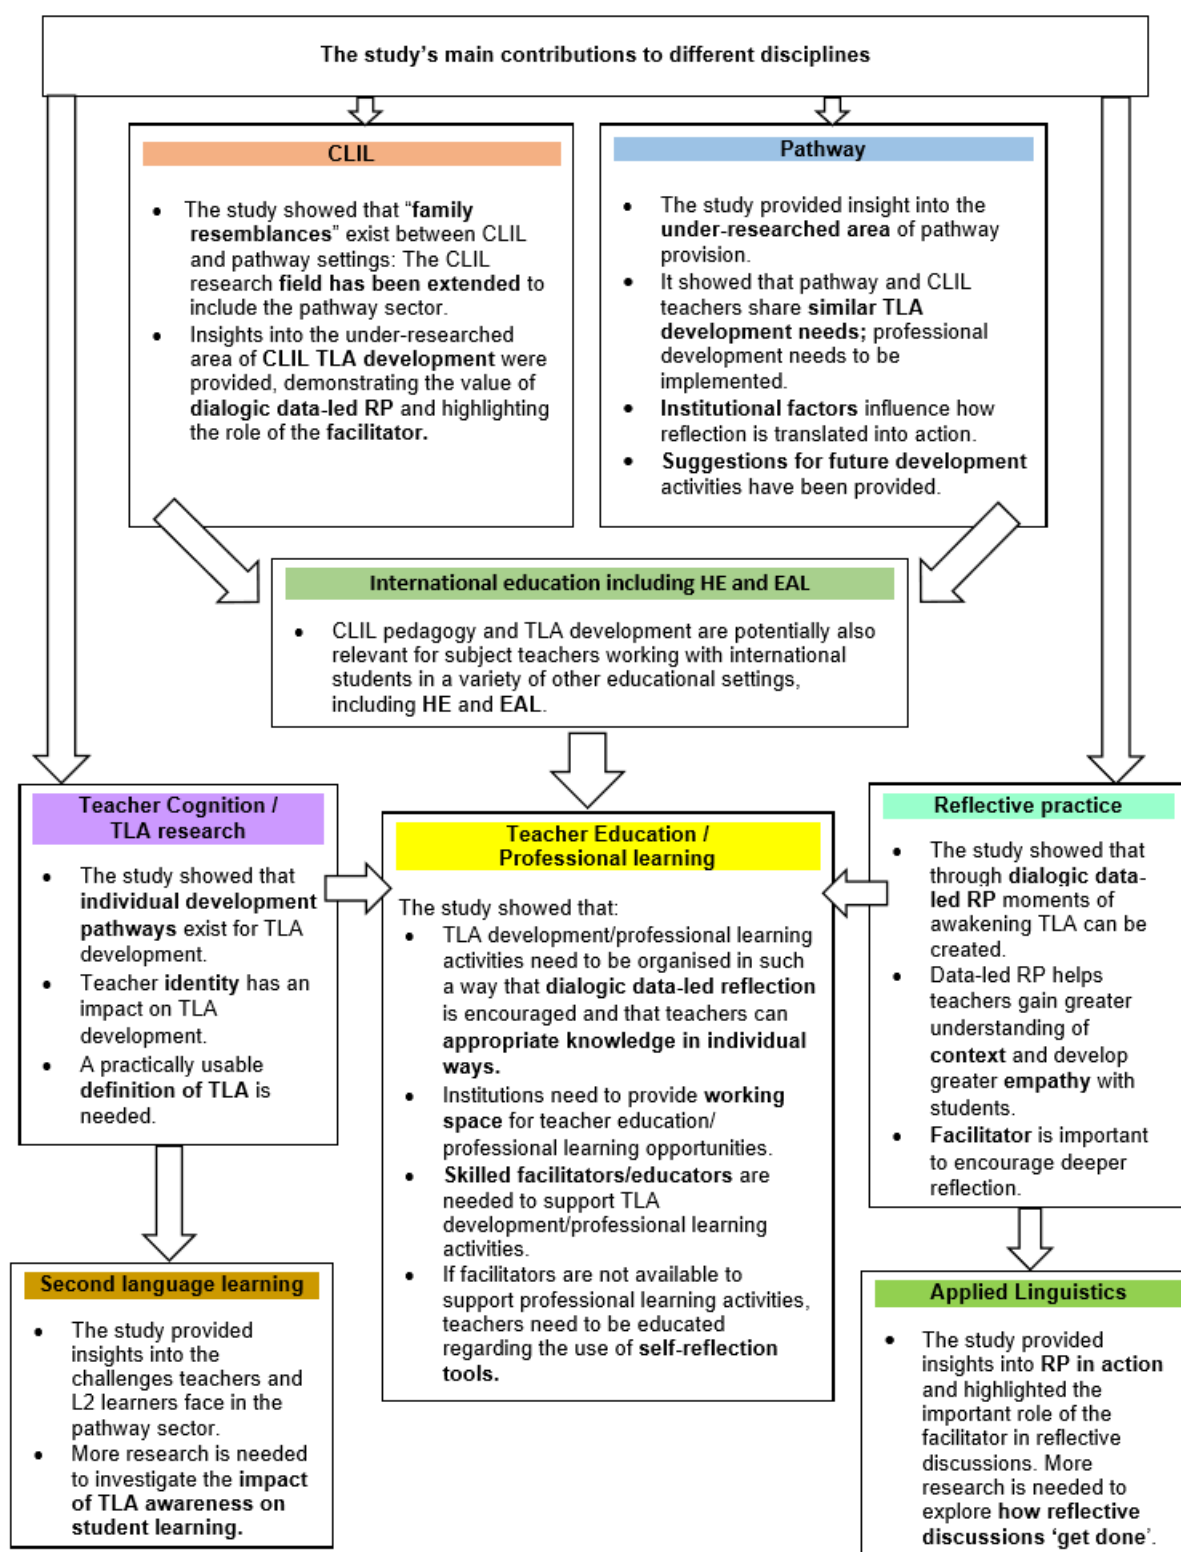 The study's main contributions to different disciplines
CLIL
• The study showed that “family
resemblances” exist between CLIL
and pathway settings: The CLIL
research field has been extended to
include the pathway sector.
• Insights into the under-researched
area of CLIL TLA development were
provided, demonstrating the value of
dialogic data-led RP and highlighting
the role of the facilitator.
Pathway
• The study provided insight into the
under-researched area of pathway
provision.
• It showed that pathway and CLIL
teachers share similar TLA
development needs; professional
development needs to be
implemented.
• Institutional factors influence how
reflection is translated into action.
• Suggestions for future development
activities have been provided.
International education including HE and EAL
• CLIL pedagogy and TLA development are potentially also
relevant for subject teachers working with international
students in a variety of other educational settings,
including HE and EAL.
Teacher Cognition /
TLA research
• The study showed that
individual development
pathways exist for TLA
development.
• Teacher identity has an
impact on TLA
development.
• A practically usable
definition of TLA is
needed.
Teacher Education /
Professional learning
The study showed that:
• TLA development/professional learning
activities need to be organised in such
a way that dialogic data-led reflection
is encouraged and that teachers can
appropriate knowledge in individual
ways.
• Institutions need to provide working
space for teacher education/
professional learning opportunities.
• Skilled facilitators/educators are
needed to support TLA
development/professional learning
activities.
• If facilitators are not available to
support professional learning activities,
teachers need to be educated
regarding the use of self-reflection
tools.
Reflective practice
• The study showed that
through dialogic data-
led RP moments of
awakening TLA can be
created.
• Data-led RP helps
teachers gain greater
understanding of
context and develop
greater empathy with
students.
• Facilitator is important
to encourage deeper
reflection.
Second language learning
• The study provided
insights into the
challenges teachers and
L2 learners face in the
pathway sector.
• More research is needed
to investigate the impact
of TLA awareness on
student learning.
Applied Linguistics
• The study provided
insights into RP in action
and highlighted the
important role of the
facilitator in reflective
discussions. More
research is needed to
explore how reflective
discussions ‘get done’.